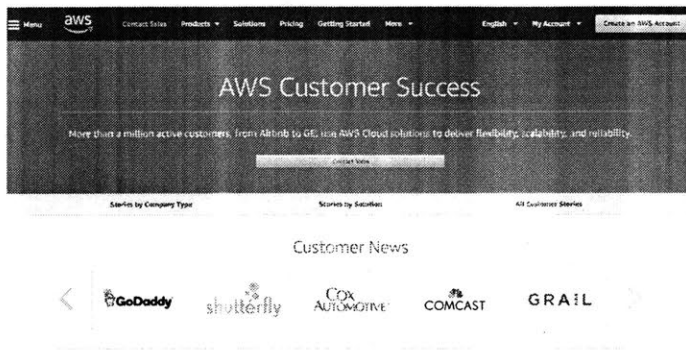 Menu aws Contact Sales Products Solutions Pricing Getting Started More English My Account Create an AWS Account
AWS Customer Success
More than a million active customers, from Airbnb to GE, use AWS Cloud solutions to deliver flexibility, scalability, and reliability.
Contact Sales
Stories by Company Type Stories by Solution All Customer Stories
Customer News
GoDaddy shutterfly COX AUTOMOTIVE COMCAST GRAIL